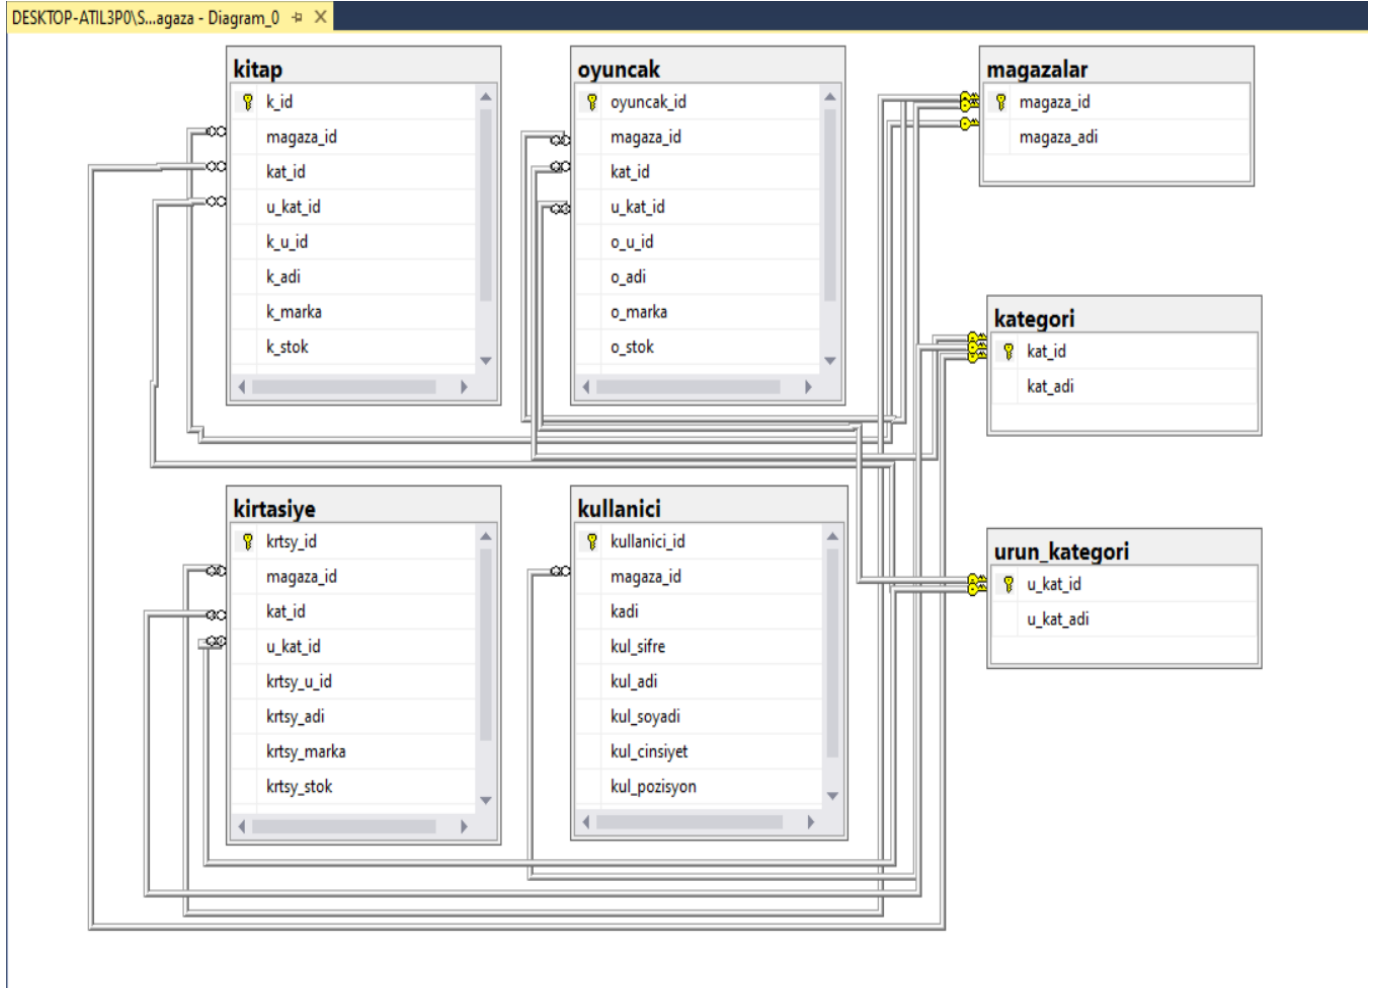 DESKTOP-ATIL3P0\S...agaza - Diagram_0
kitap
k_id
magaza_id
kat_id
u_kat_id
k_u_id
k_adi
k_marka
k_stok
oyuncak
oyuncak_id
magaza_id
kat_id
u_kat_id
o_u_id
o_adi
o_marka
o_stok
magazalar
magaza_id
magaza_adi
kategori
kat_id
kat_adi
kirtasiye
krtsy_id
magaza_id
kat_id
u_kat_id
krtsy_u_id
krtsy_adi
krtsy_marka
krtsy_stok
kullanici
kullanici_id
magaza_id
kadi
kul_sifre
kul_adi
kul_soyadi
kul_cinsiyet
kul_pozisyon
urun_kategori
u_kat_id
u_kat_adi